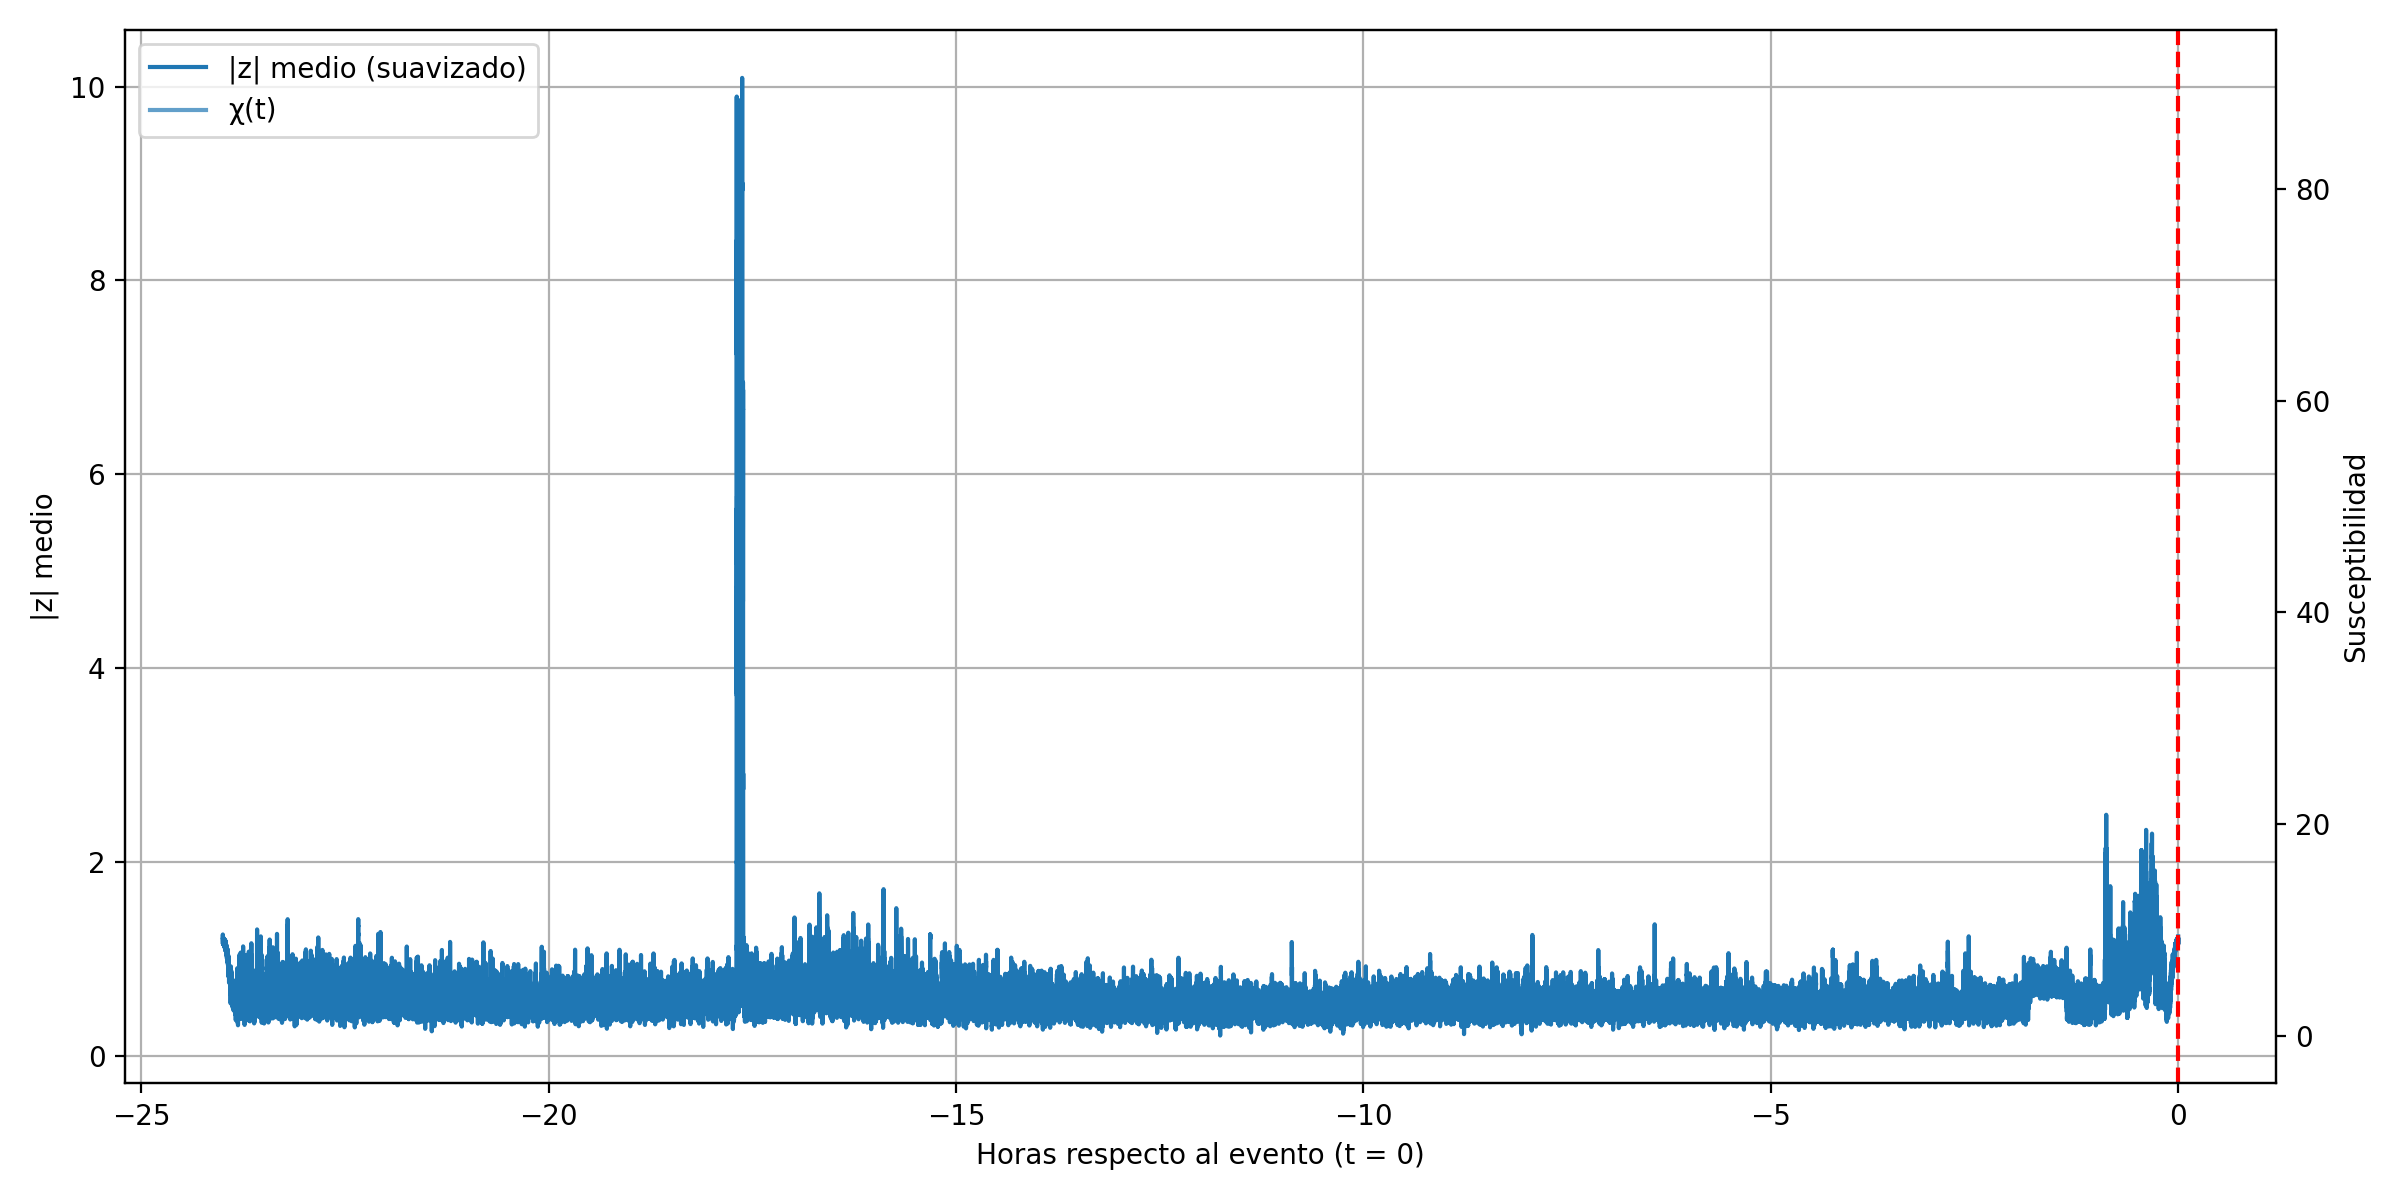 |z| medio (suavizado)
χ(t)
10
8
6
4
2
0
|z| medio
80
60
40
20
0
Susceptibilidad
−25 −20 −15 −10 −5 0
Horas respecto al evento (t = 0)